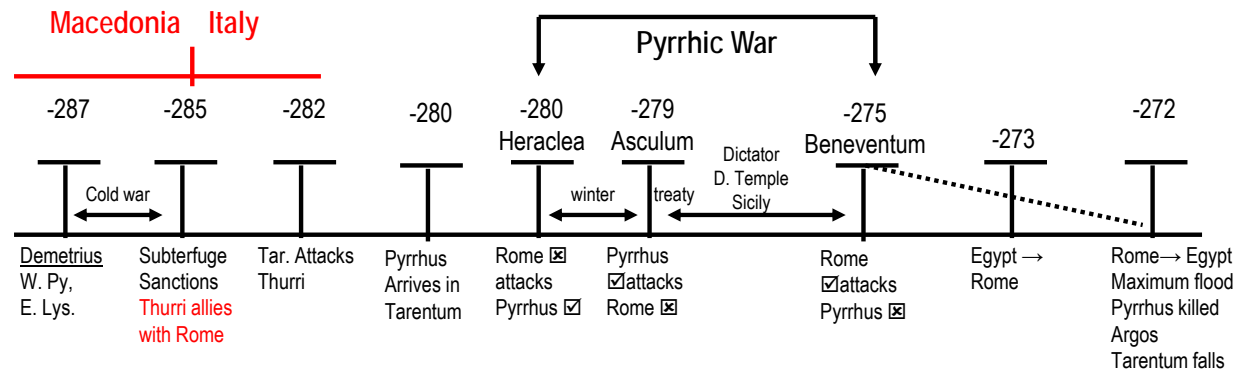 Macedonia Italy
Pyrrhic War
-287 -285 -282 -280 -280 -279 -275 -273 -272
Heraclea Asculum Beneventum
Cold war
winter
treaty
Dictator
D. Temple
Sicily
Demetrius
W. Py,
E. Lys.
Subterfuge
Sanctions
Thurri allies
with Rome
Tar. Attacks
Thurri
Pyrrhus
Arrives in
Tarentum
Rome ☒
attacks
Pyrrhus ☑
Pyrrhus
☑attacks
Rome ☒
Rome
☑attacks
Pyrrhus ☒
Egypt →
Rome
Rome→ Egypt
Maximum flood
Pyrrhus killed
Argos
Tarentum falls